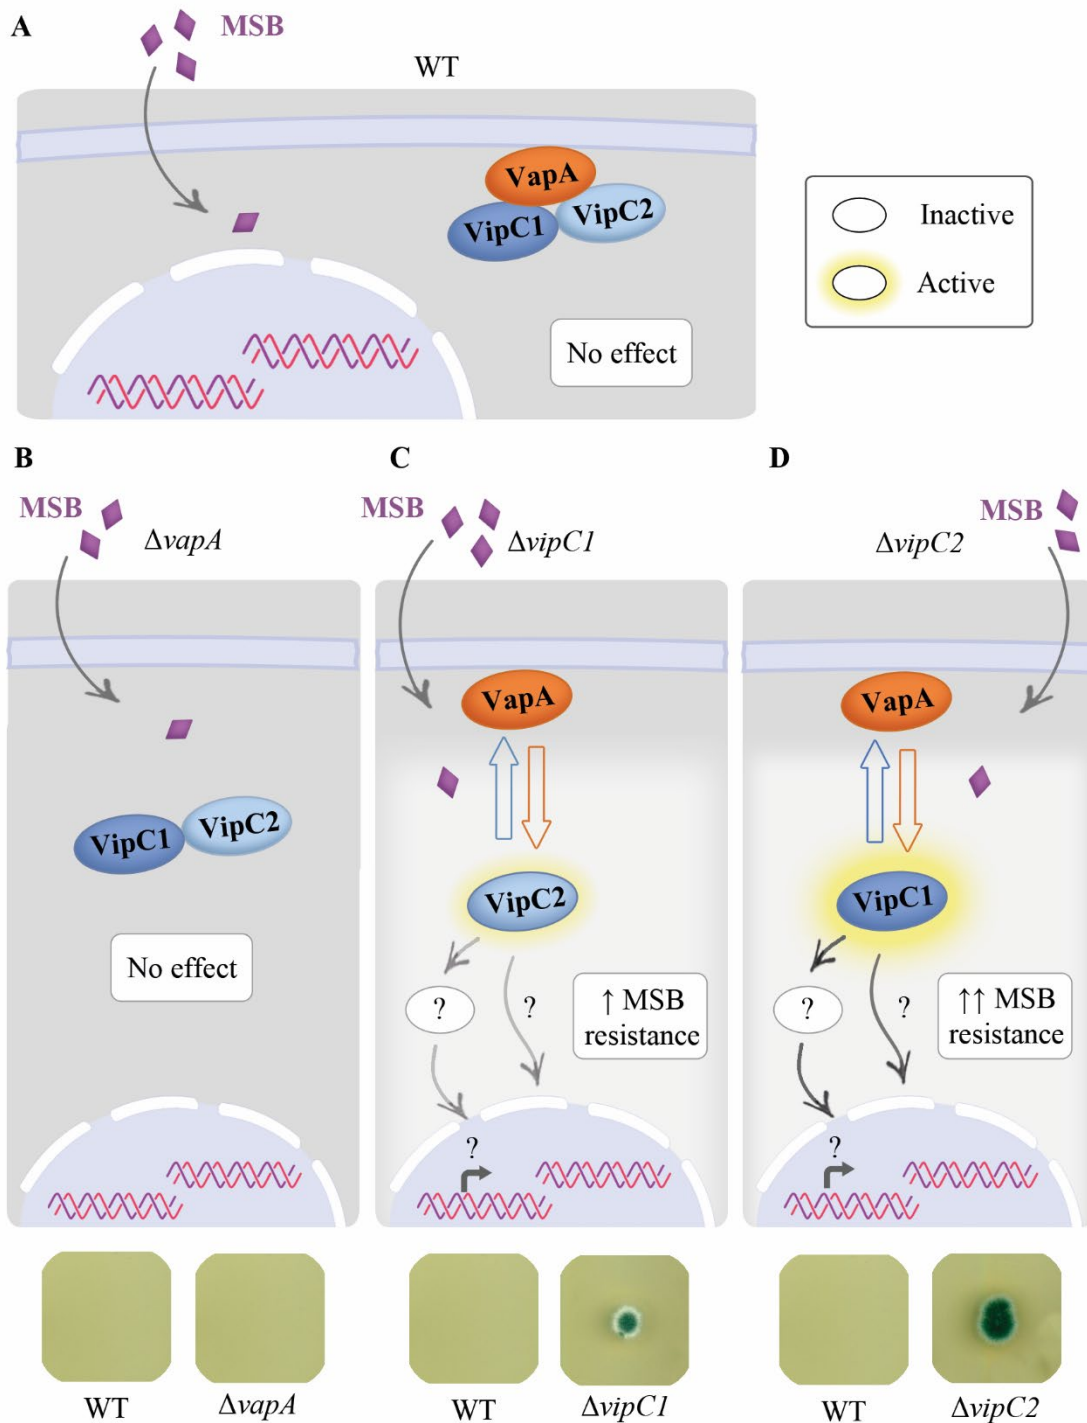 A
MSB
WT
VapA
VipC1
VipC2
No effect
Inactive
Active
B
MSB
ΔvapA
VipC1
VipC2
No effect
WT
ΔvapA
C
MSB
ΔvipC1
VapA
VipC2
?
?
↑ MSB
resistance
?
WT
ΔvipC1
D
MSB
ΔvipC2
VapA
VipC1
?
?
↑↑ MSB
resistance
?
WT
ΔvipC2